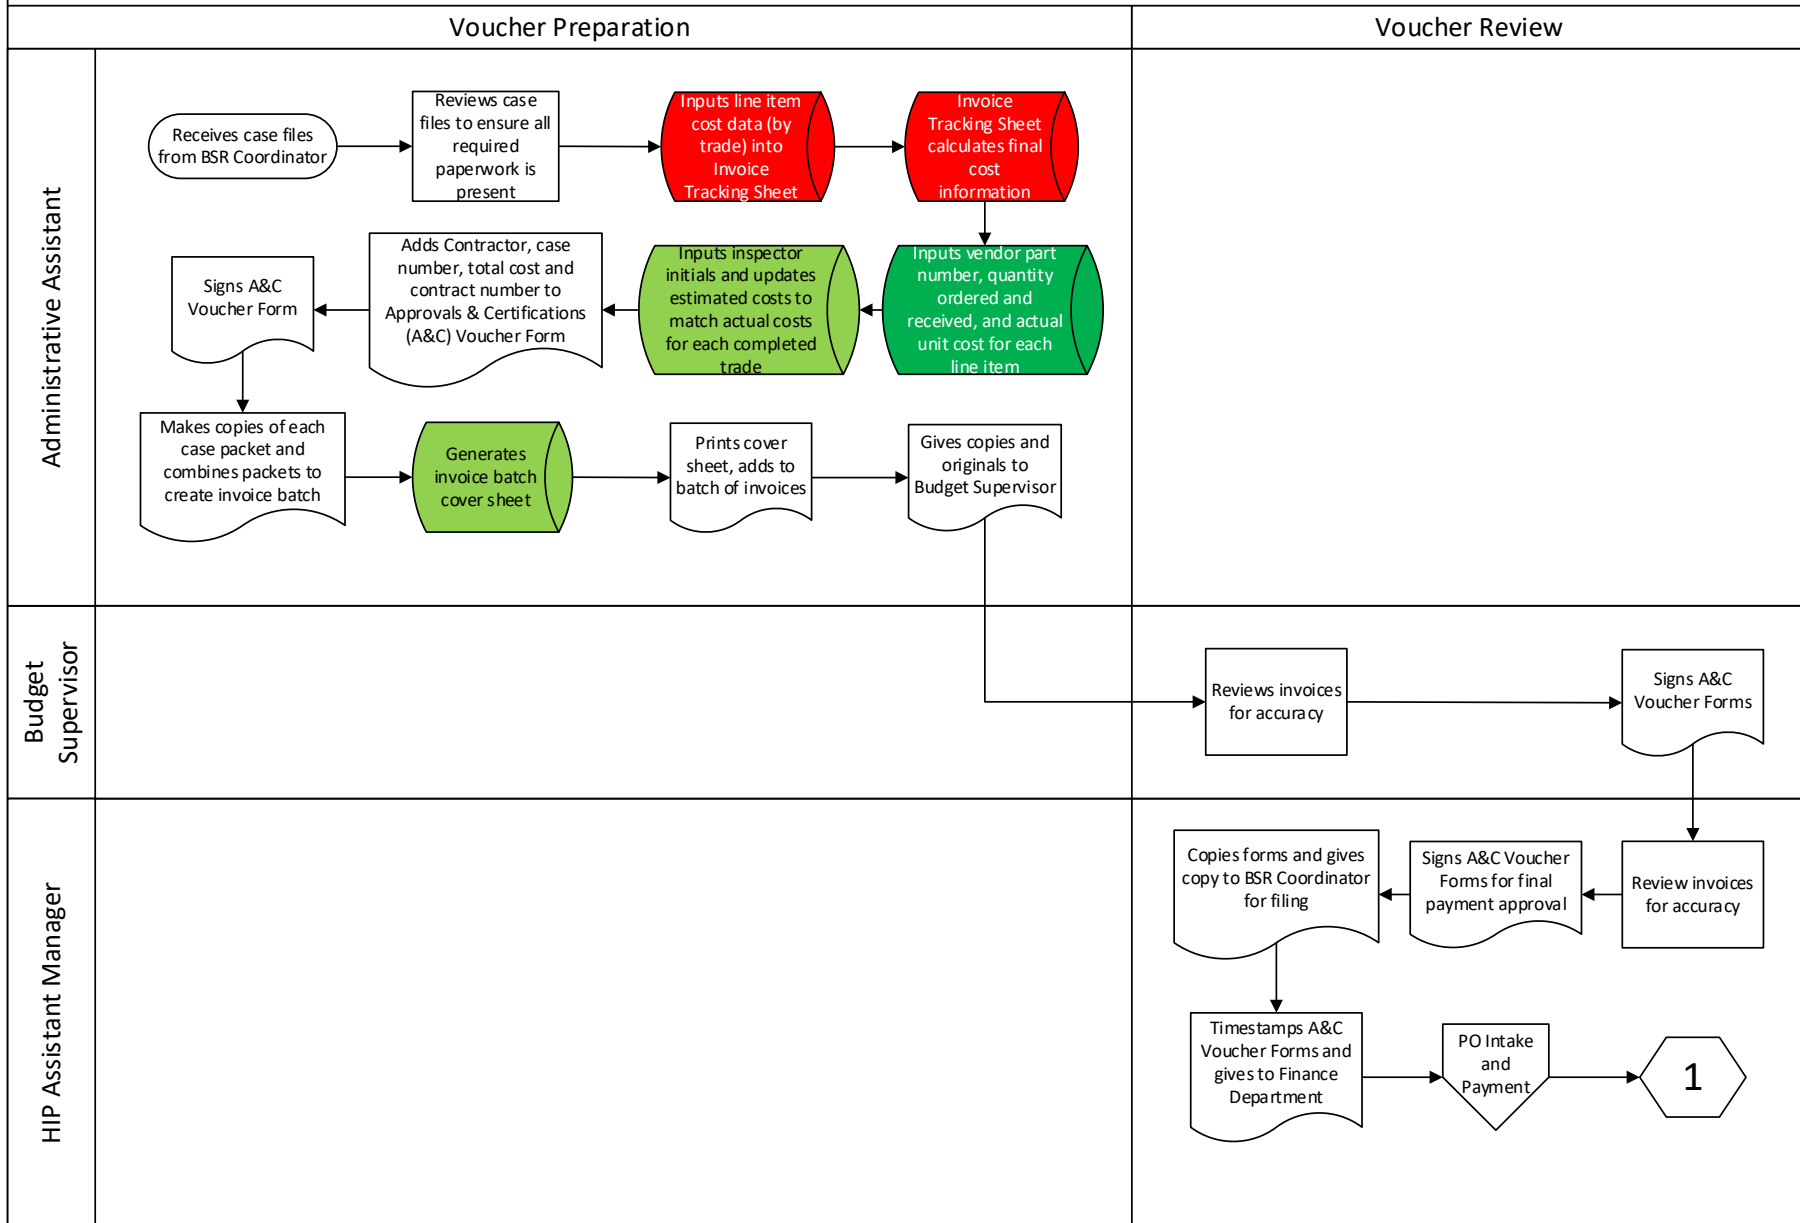 Voucher Preparation
Voucher Review
Administrative Assistant
Receives case files
from BSR Coordinator
Reviews case
files to ensure all
required
paperwork is
present
Inputs line item
cost data (by
trade) into
Invoice
Tracking Sheet
Invoice
Tracking Sheet
calculates final
cost
information
Inputs vendor part
number, quantity
ordered and
received, and actual
unit cost for each
line item
Inputs inspector
initials and updates
estimated costs to
match actual costs
for each completed
trade
Adds Contractor, case
number, total cost and
contract number to
Approvals & Certifications
(A&C) Voucher Form
Signs A&C
Voucher Form
Makes copies of each
case packet and
combines packets to
create invoice batch
Generates
invoice batch
cover sheet
Prints cover
sheet, adds to
batch of invoices
Gives copies and
originals to
Budget Supervisor
Budget
Supervisor
Reviews invoices
for accuracy
Signs A&C
Voucher Forms
HIP Assistant Manager
Review invoices
for accuracy
Signs A&C Voucher
Forms for final
payment approval
Copies forms and gives
copy to BSR Coordinator
for filing
Timestamps A&C
Voucher Forms and
gives to Finance
Department
PO Intake
and
Payment
1